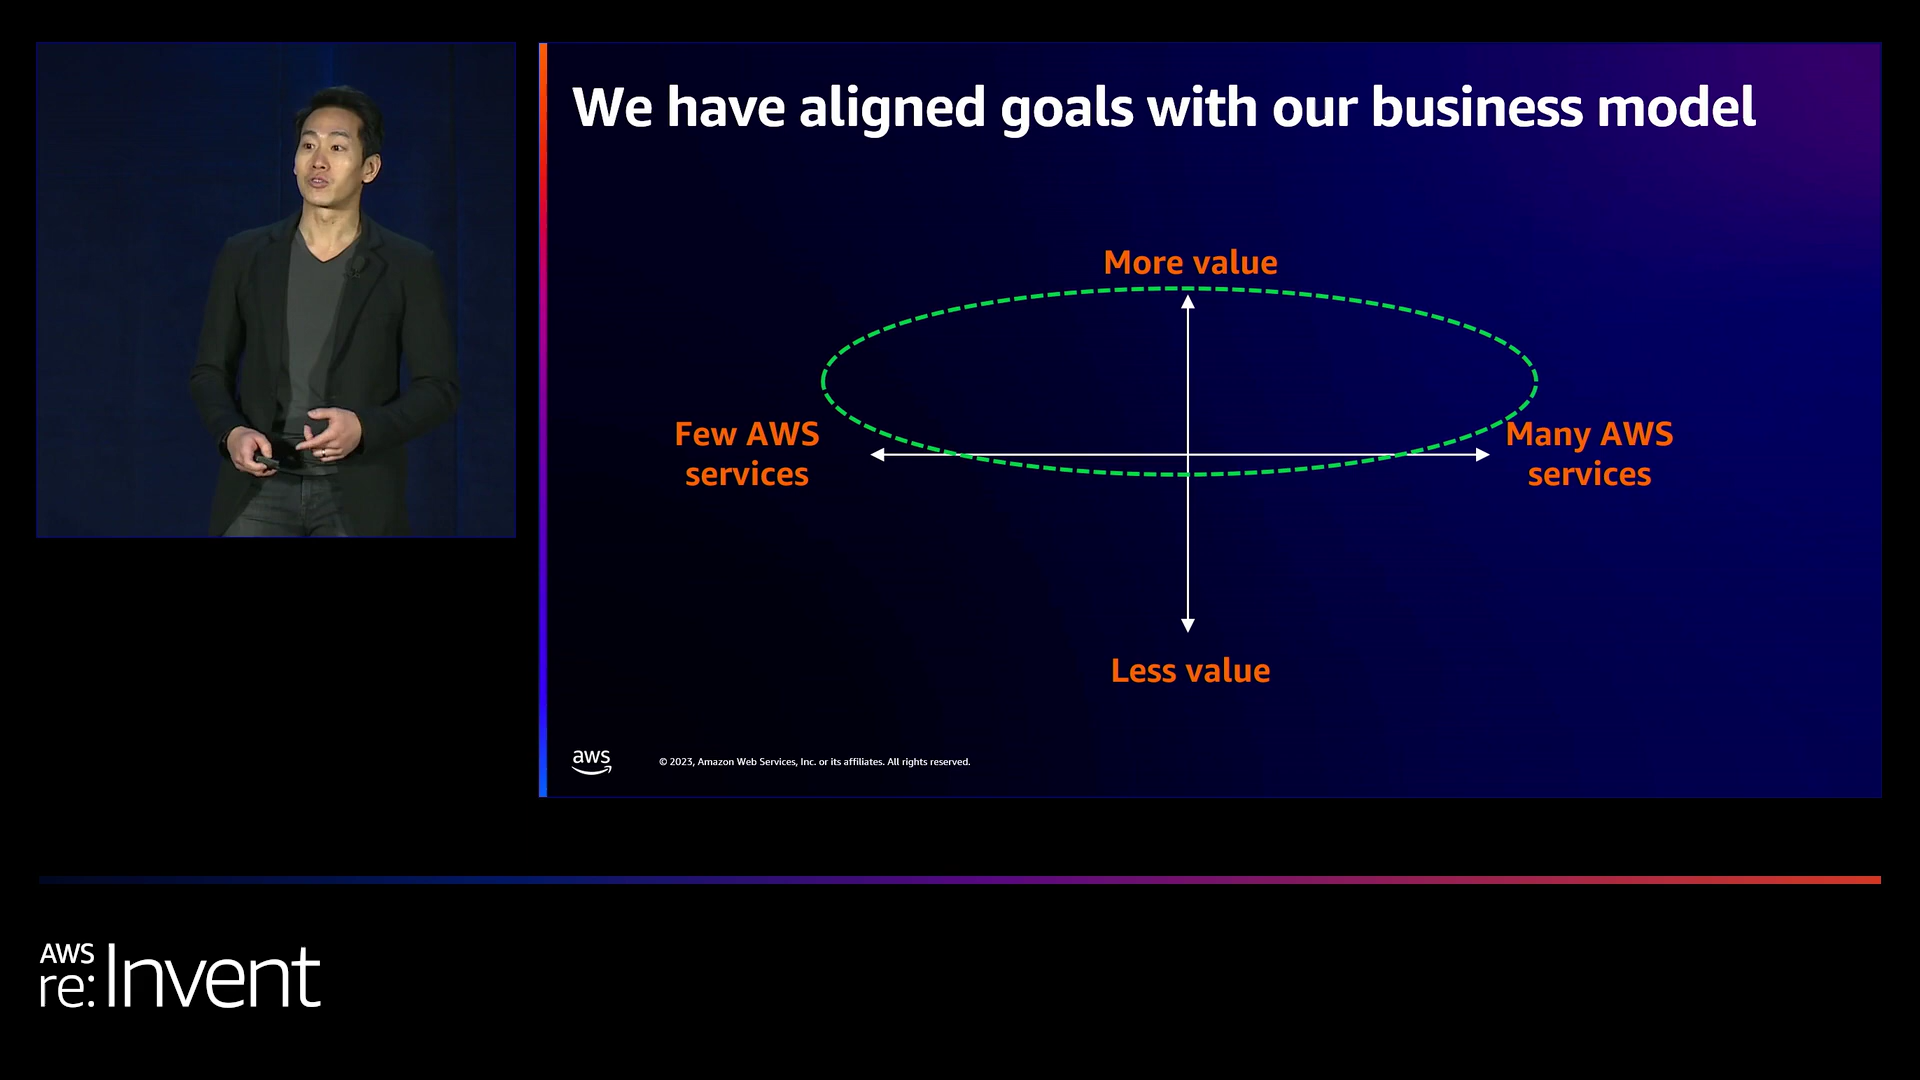 We have aligned goals with our business model
More value
Few AWS
services
Many AWS
services
Less value
aws
© 2023, Amazon Web Services, Inc. or its affiliates. All rights reserved.
AWS
re:Invent